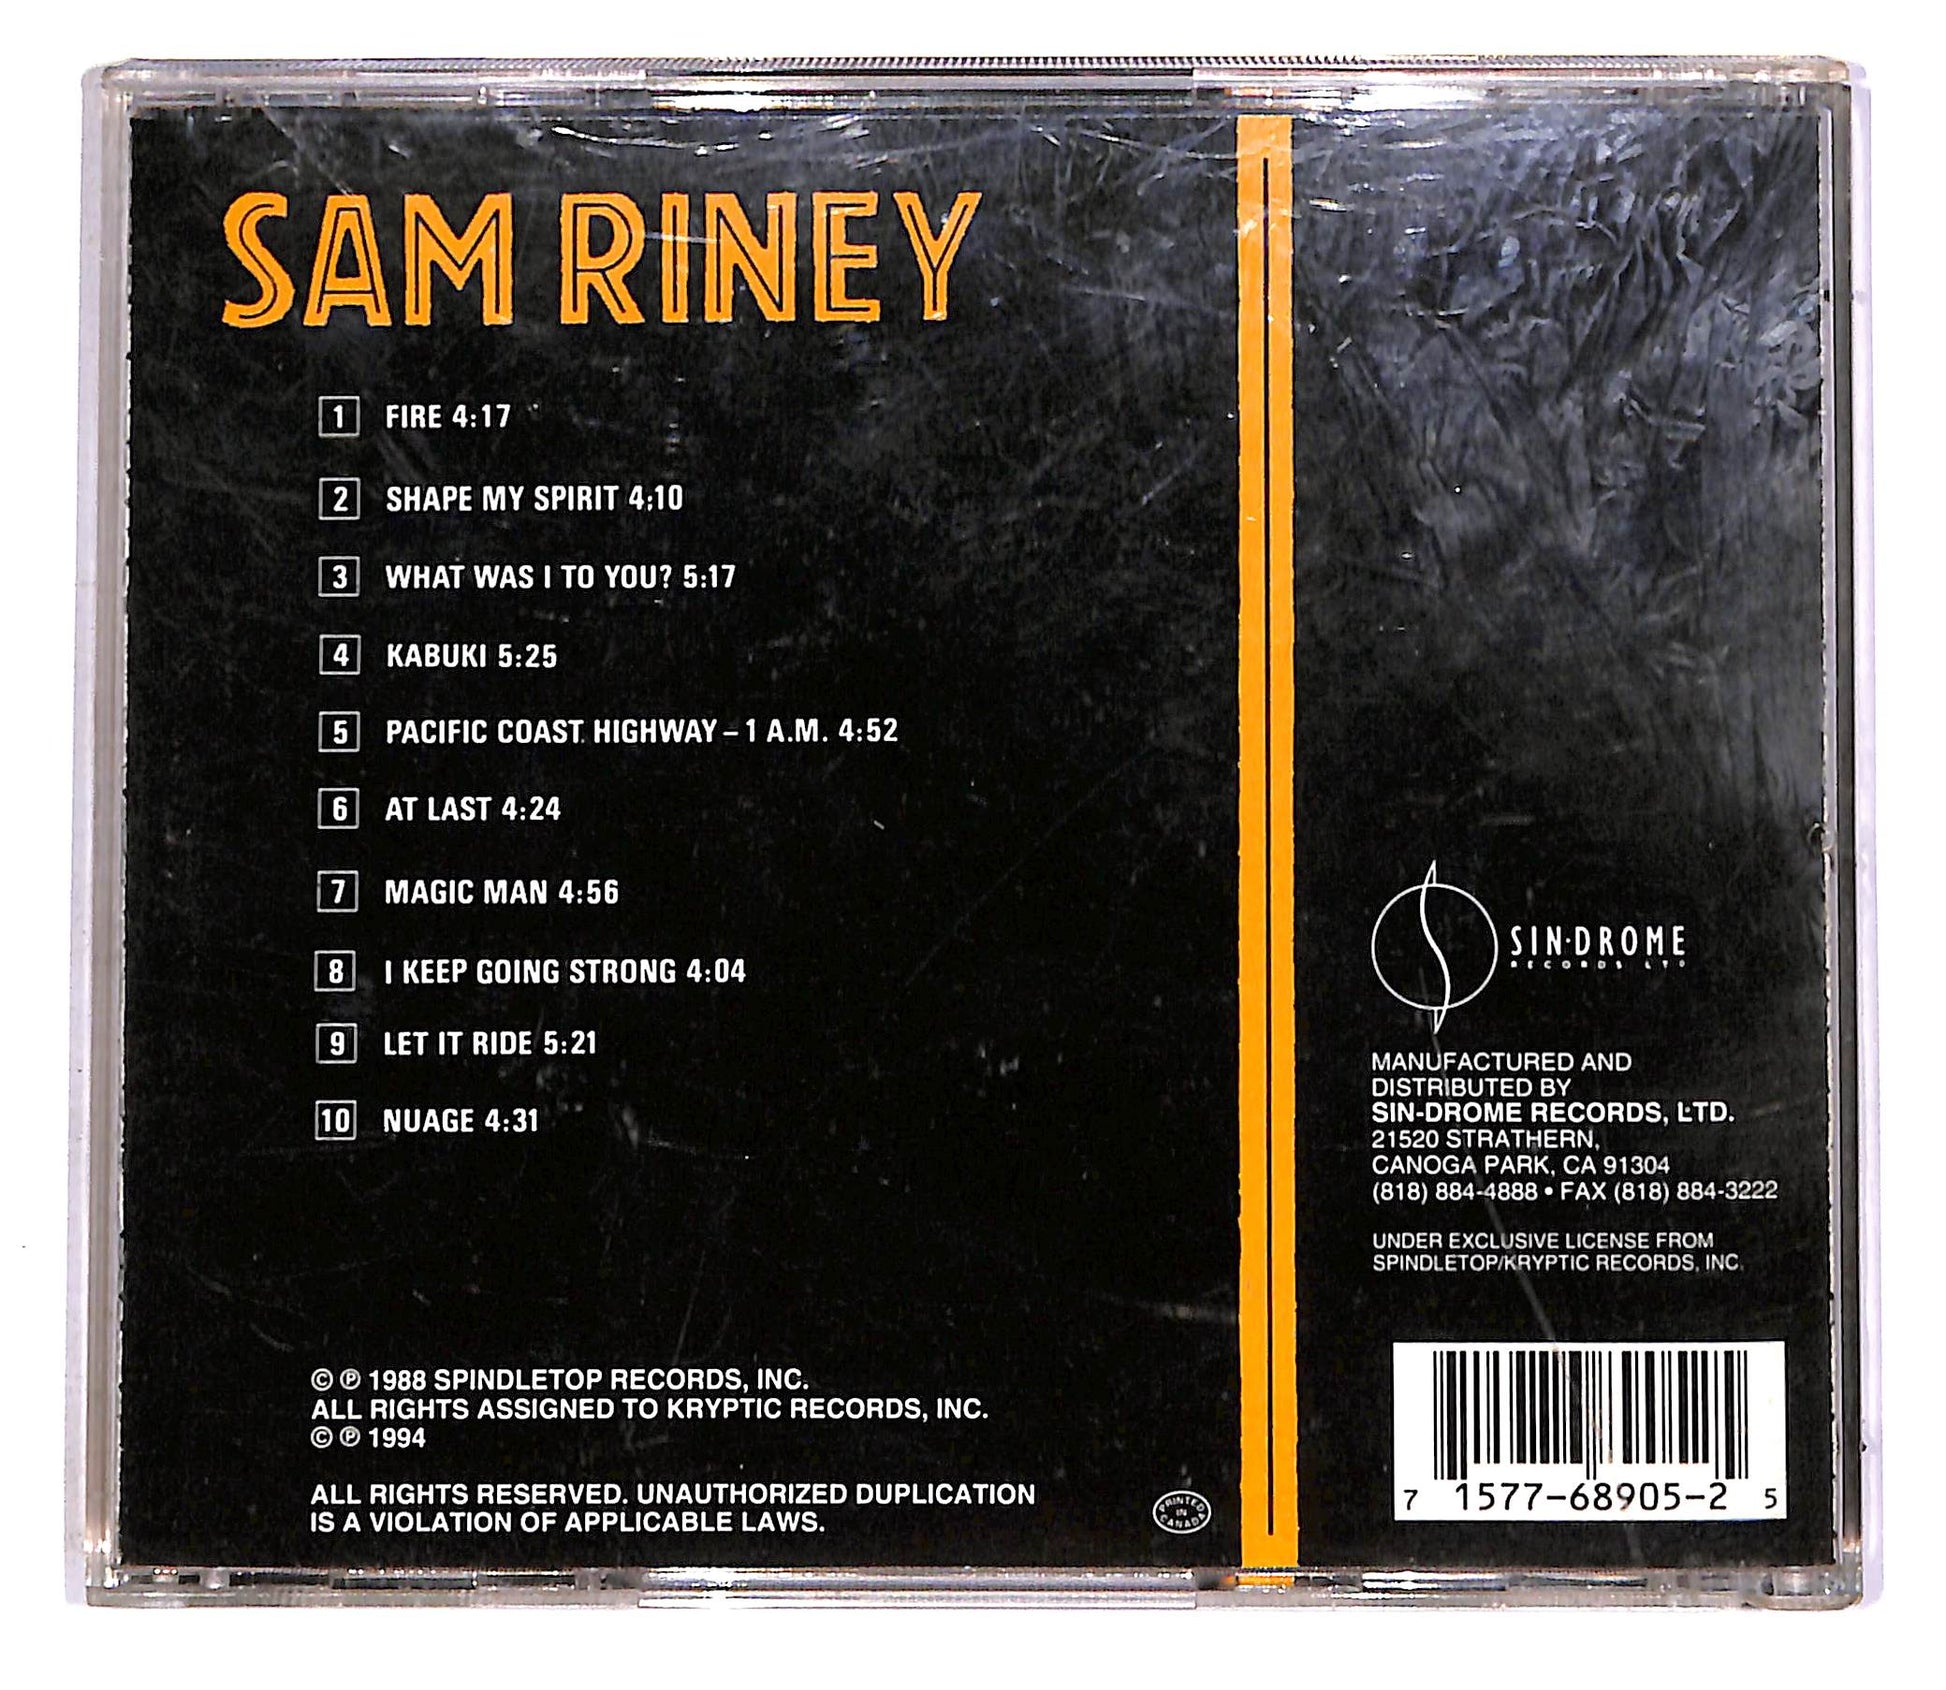 SAM RINEY
1 FIRE 4:17
2 SHAPE MY SPIRIT 4:10
3 WHAT WAS I TO YOU? 5:17
4 KABUKI 5:25
5 PACIFIC COAST HIGHWAY – 1 A.M. 4:52
6 AT LAST 4:24
7 MAGIC MAN 4:56
8 I KEEP GOING STRONG 4:04
9 LET IT RIDE 5:21
10 NUAGE 4:31
© ℗ 1988 SPINDLETOP RECORDS, INC.
ALL RIGHTS ASSIGNED TO KRYPTIC RECORDS, INC.
© ℗ 1994
ALL RIGHTS RESERVED. UNAUTHORIZED DUPLICATION
IS A VIOLATION OF APPLICABLE LAWS.
PRINTED
IN
CANADA
SIN·DROME
RECORDS LTD
MANUFACTURED AND
DISTRIBUTED BY
SIN-DROME RECORDS, LTD.
21520 STRATHERN,
CANOGA PARK, CA 91304
(818) 884-4888 • FAX (818) 884-3222
UNDER EXCLUSIVE LICENSE FROM
SPINDLETOP/KRYPTIC RECORDS, INC.
7 1577-68905-2 5